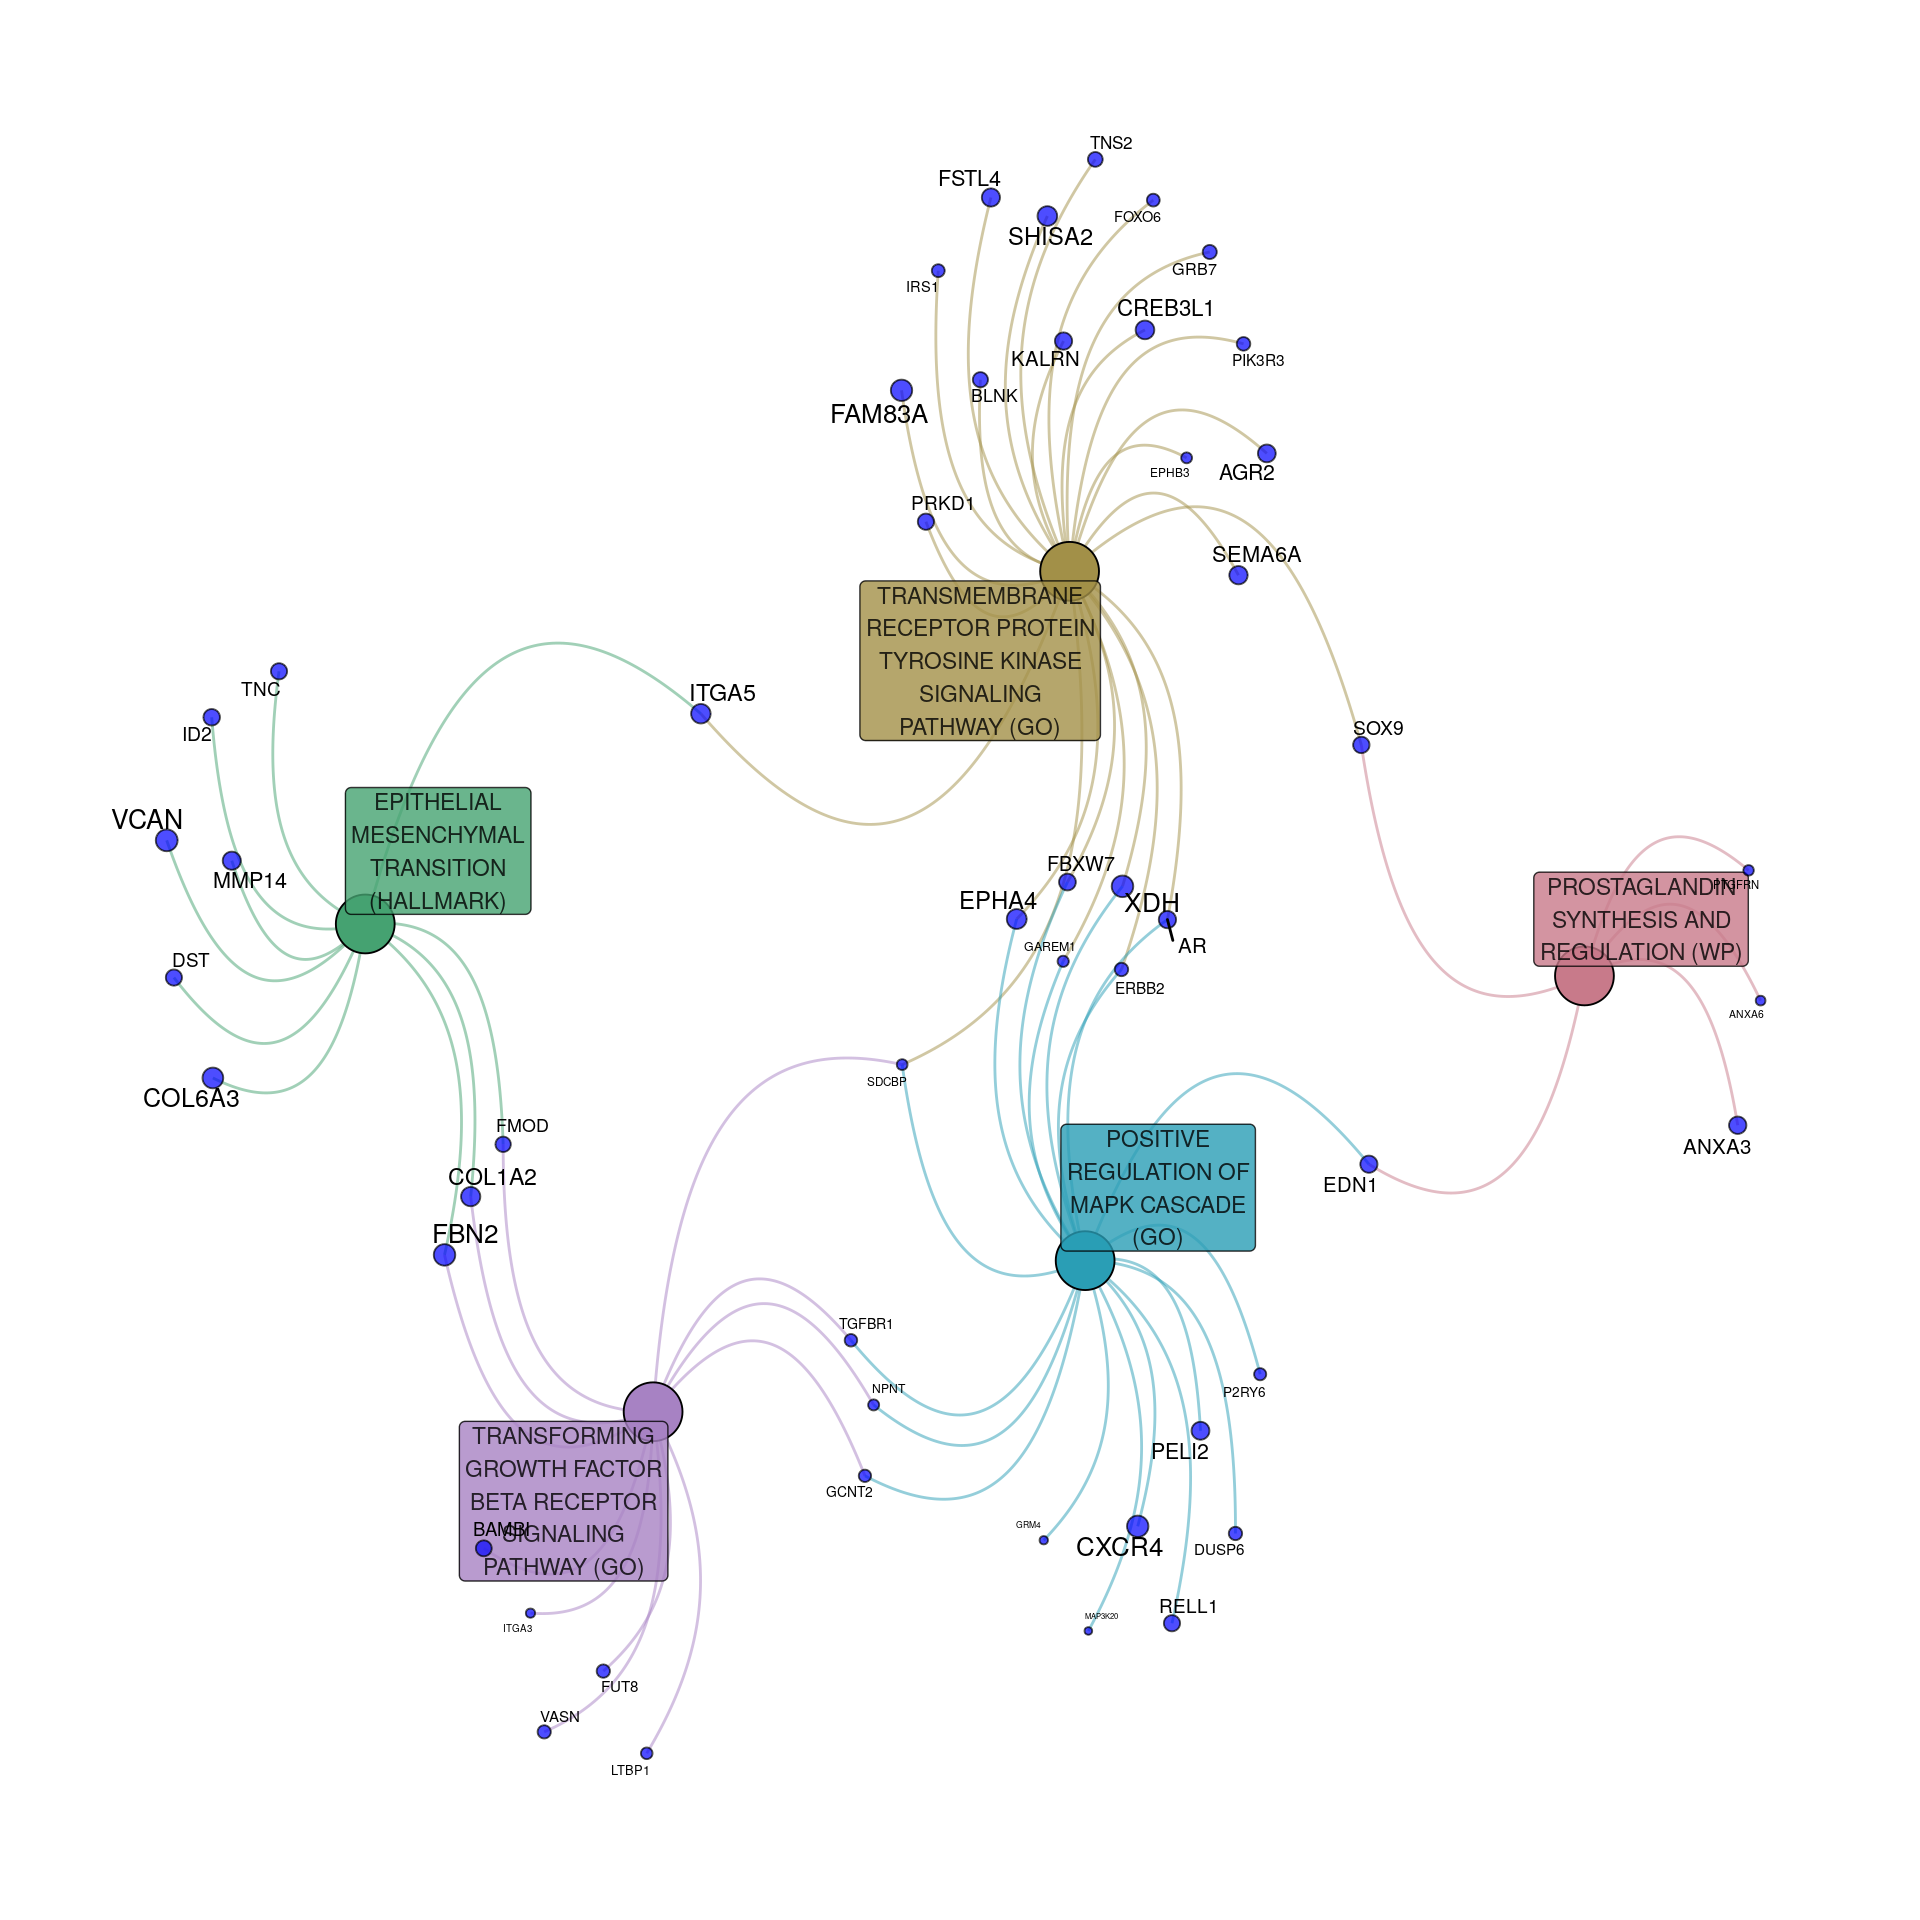 TNS2
FSTL4
FOXO6
SHISA2
GRB7
IRS1
CREB3L1
KALRN
PIK3R3
BLNK
FAM83A
EPHB3
AGR2
PRKD1
SEMA6A
TRANSMEMBRANE
RECEPTOR PROTEIN
TYROSINE KINASE
SIGNALING
PATHWAY (GO)
TNC
ITGA5
ID2
SOX9
EPITHELIAL
MESENCHYMAL
TRANSITION
(HALLMARK)
VCAN
MMP14
FBXW7
EPHA4
XDH
GAREM1
AR
ERBB2
PTGFRN
PROSTAGLANDIN
SYNTHESIS AND
REGULATION (WP)
DST
ANXA6
COL6A3
SDCBP
FMOD
POSITIVE
REGULATION OF
MAPK CASCADE
(GO)
ANXA3
COL1A2
EDN1
FBN2
TGFBR1
NPNT
P2RY6
TRANSFORMING
GROWTH FACTOR
BETA RECEPTOR
SIGNALING
PATHWAY (GO)
BAMBI
PELI2
GCNT2
GRM4
CXCR4
DUSP6
MAP3K20
RELL1
ITGA3
FUT8
VASN
LTBP1